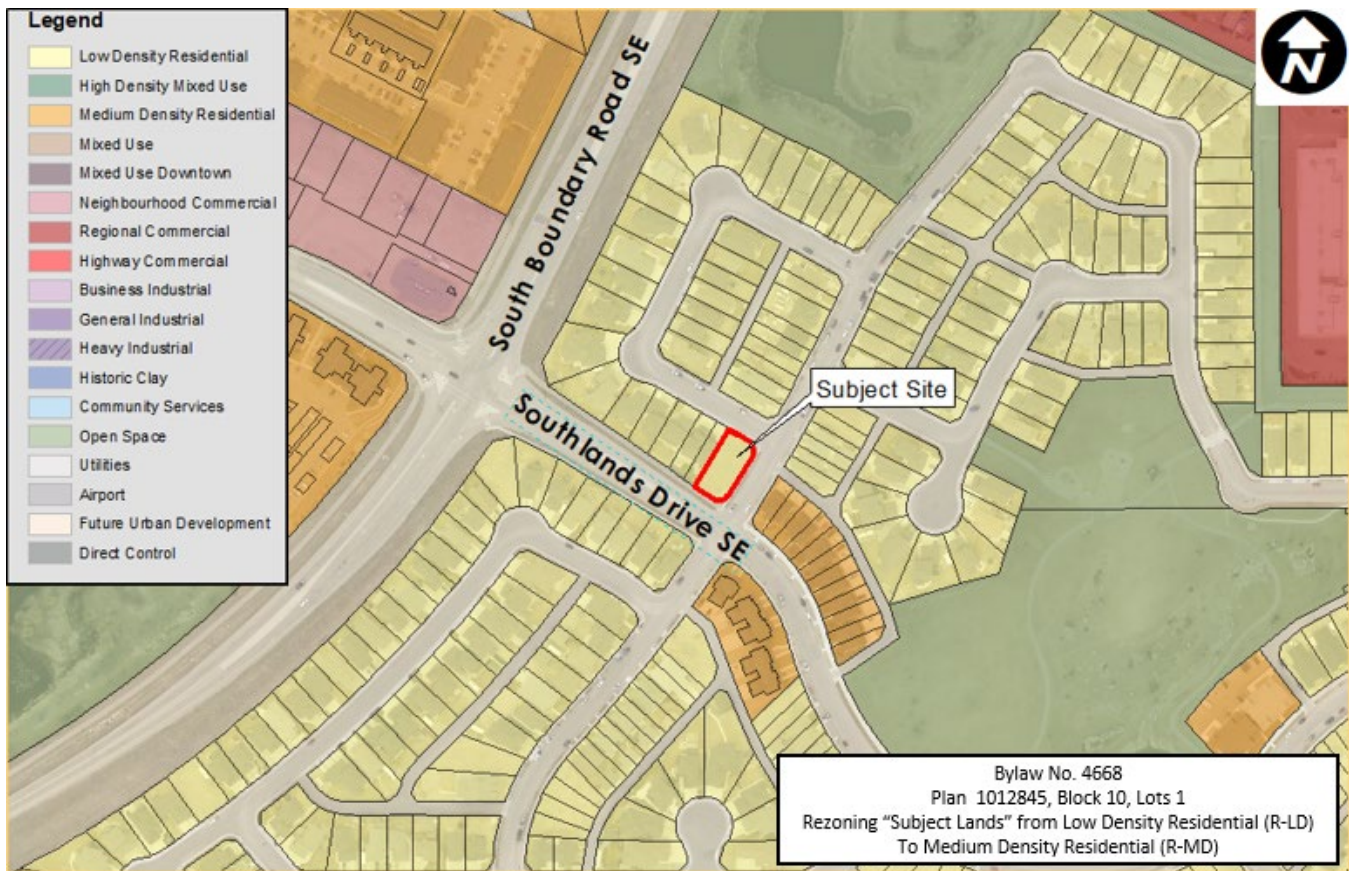 Legend
Low Density Residential
High Density Mixed Use
Medium Density Residential
Mixed Use
Mixed Use Downtown
Neighbourhood Commercial
Regional Commercial
Highway Commercial
Business Industrial
General Industrial
Heavy Industrial
Historic Clay
Community Services
Open Space
Utilities
Airport
Future Urban Development
Direct Control
N
South Boundary Road SE
Subject Site
Southlands Drive SE
Bylaw No. 4668
Plan 1012845, Block 10, Lots 1
Rezoning “Subject Lands” from Low Density Residential (R-LD)
To Medium Density Residential (R-MD)